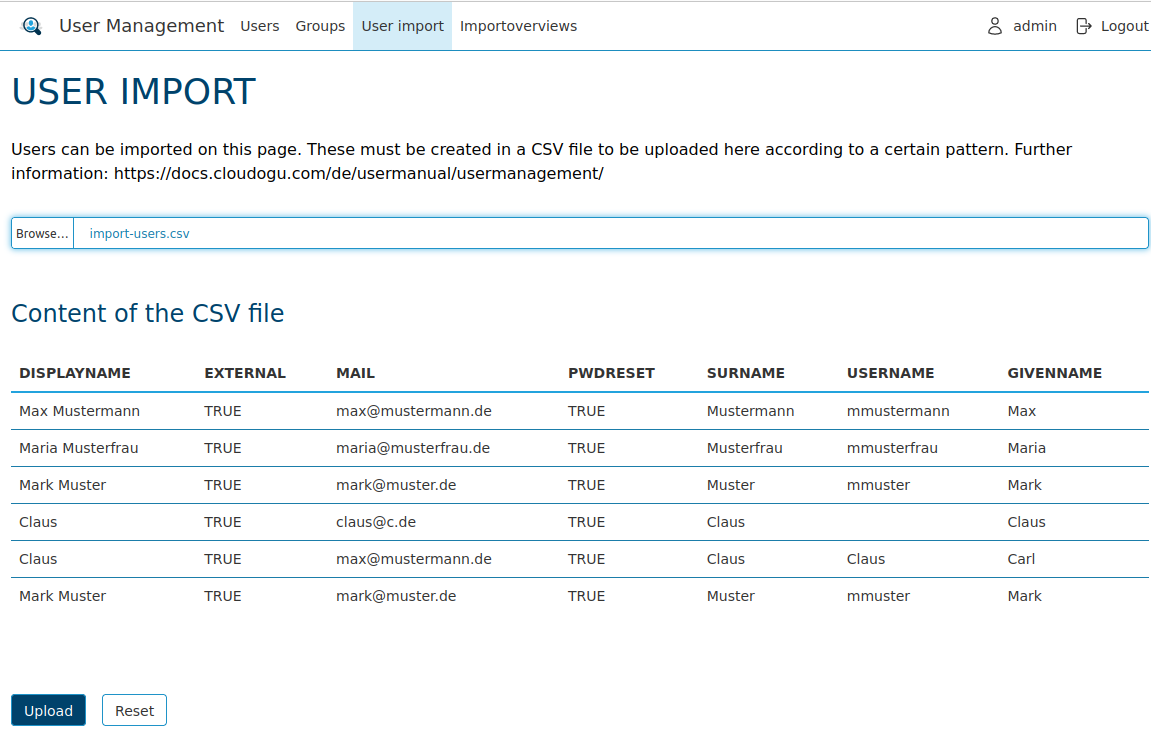 User Management Users Groups User import Importoverviews admin Logout
USER IMPORT
Users can be imported on this page. These must be created in a CSV file to be uploaded here according to a certain pattern. Further
information: https://docs.cloudogu.com/de/usermanual/usermanagement/
Browse... import-users.csv
Content of the CSV file
DISPLAYNAME EXTERNAL MAIL PWDRESET SURNAME USERNAME GIVENNAME
Max Mustermann TRUE max@mustermann.de TRUE Mustermann mmustermann Max
Maria Musterfrau TRUE maria@musterfrau.de TRUE Musterfrau mmusterfrau Maria
Mark Muster TRUE mark@muster.de TRUE Muster mmuster Mark
Claus TRUE claus@c.de TRUE Claus Claus
Claus TRUE max@mustermann.de TRUE Claus Claus Carl
Mark Muster TRUE mark@muster.de TRUE Muster mmuster Mark
Upload Reset